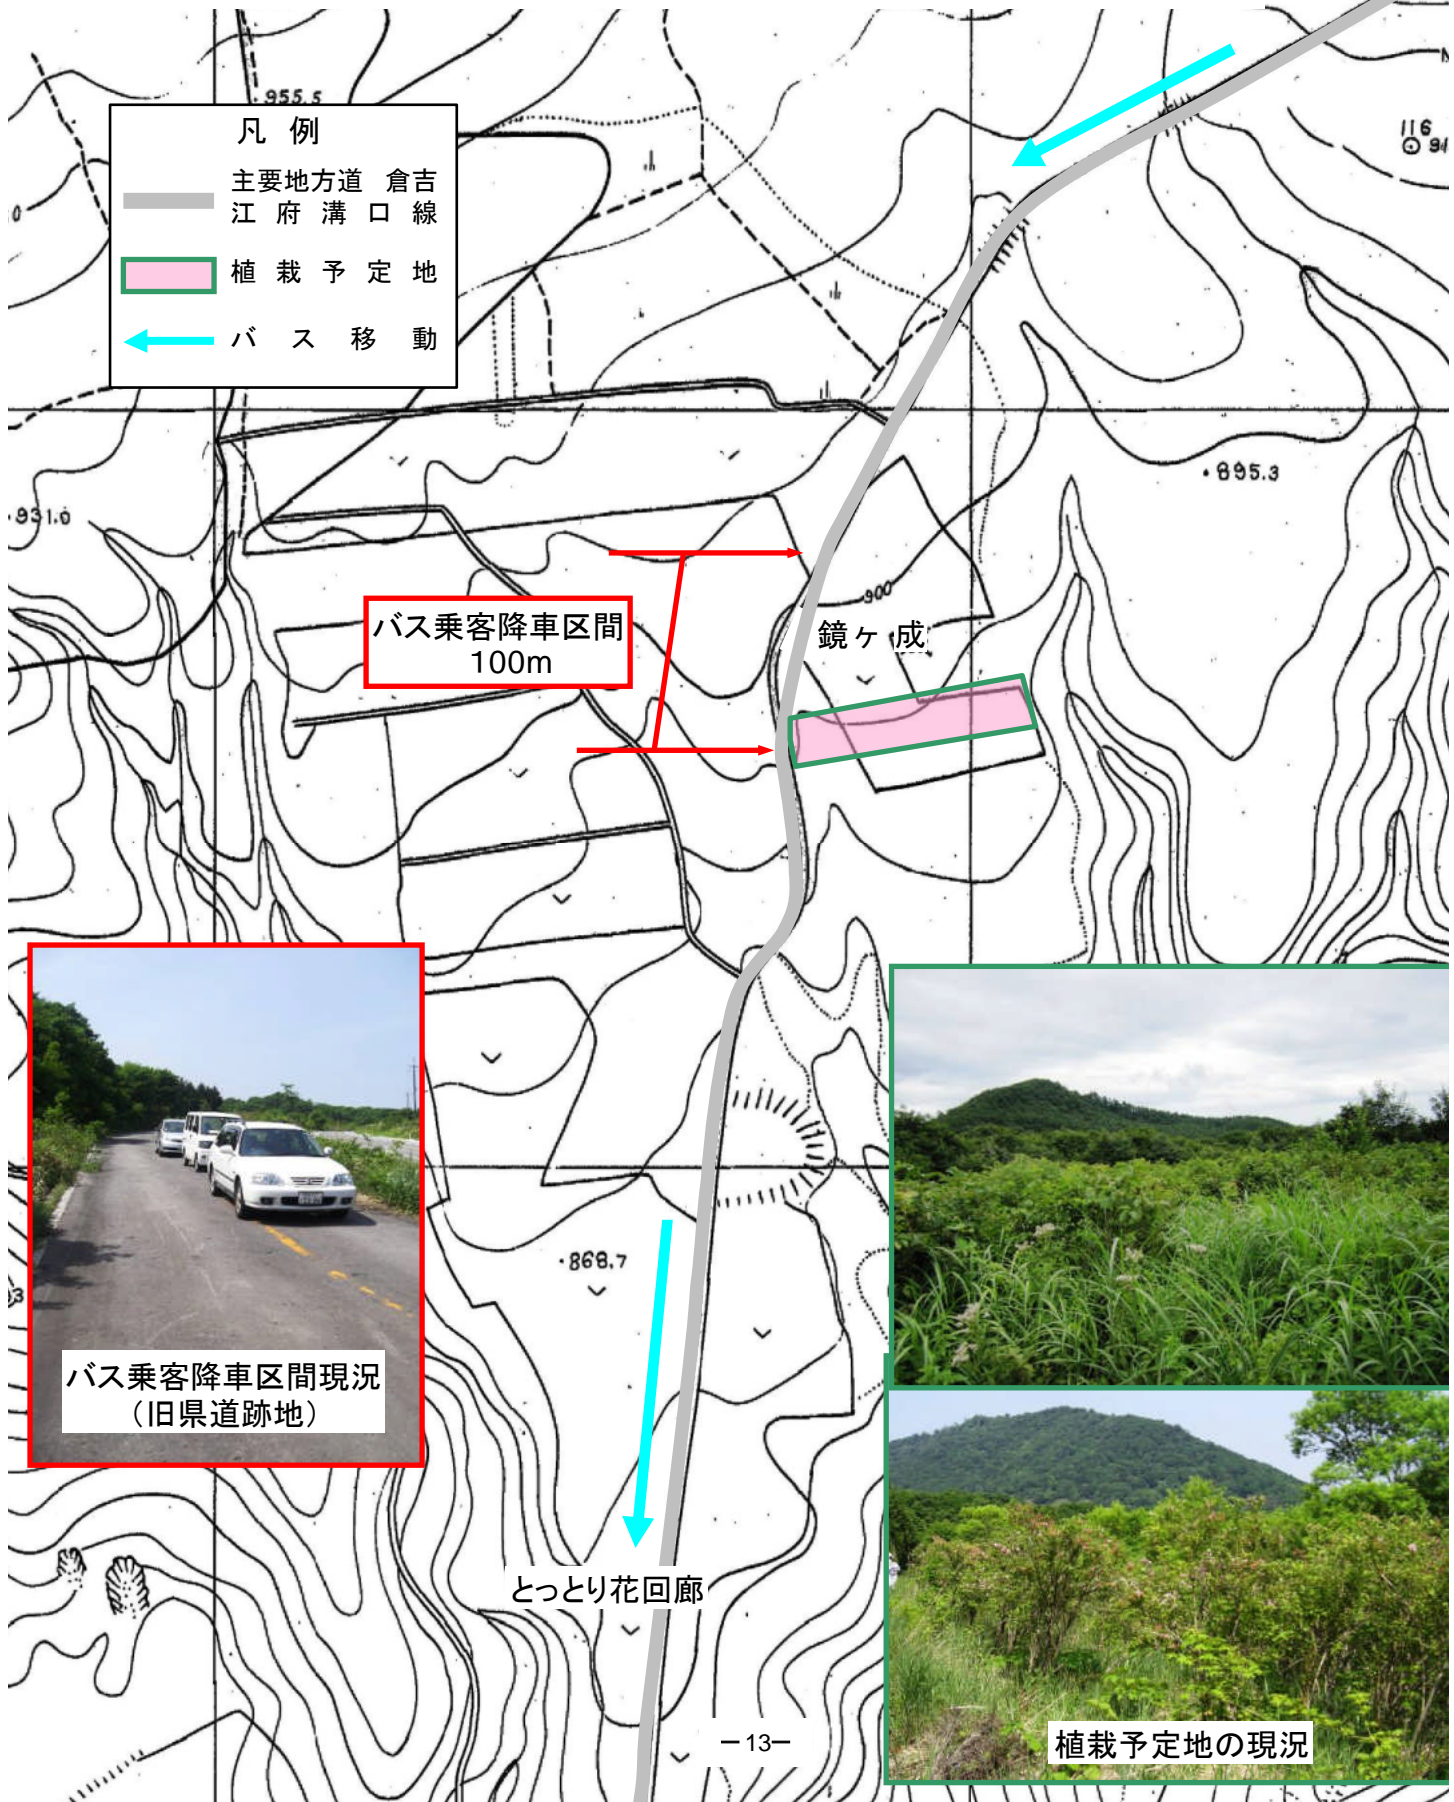 955.5
凡 例
主要地方道 倉吉
江 府 溝 口 線
植 栽 予 定 地
バ ス 移 動
116
895.3
931.0
バス乗客降車区間
100m
900
鏡ヶ成
868.7
バス乗客降車区間現況
（旧県道跡地）
とっとり花回廊
植栽予定地の現況
－13－